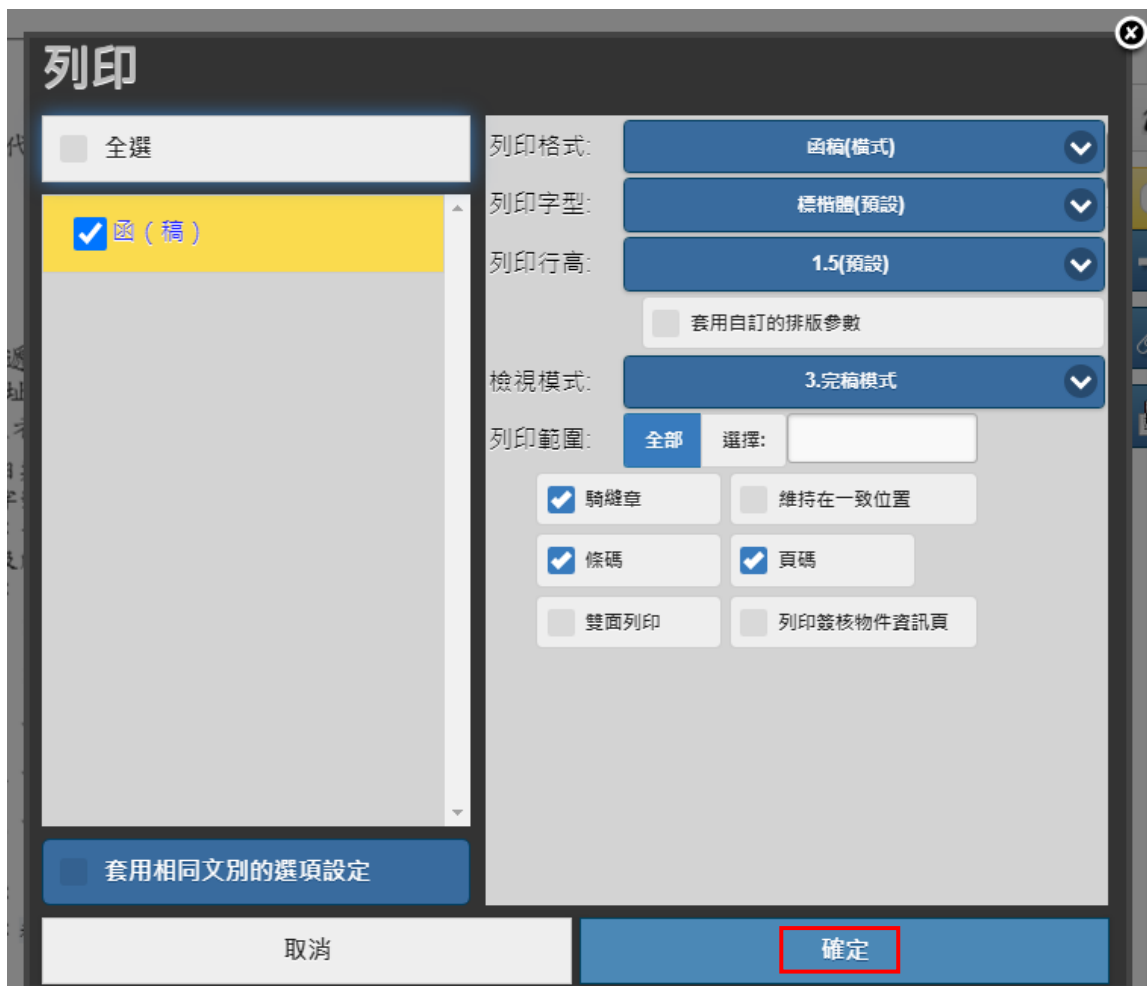 列印
全選
函（稿）
套用相同文別的選項設定
列印格式: 函稿(橫式)
列印字型: 標楷體(預設)
列印行高: 1.5(預設)
套用自訂的排版參數
檢視模式: 3.完稿模式
列印範圍: 全部 選擇:
騎縫章 維持在一致位置
條碼 頁碼
雙面列印 列印簽核物件資訊頁
取消 確定